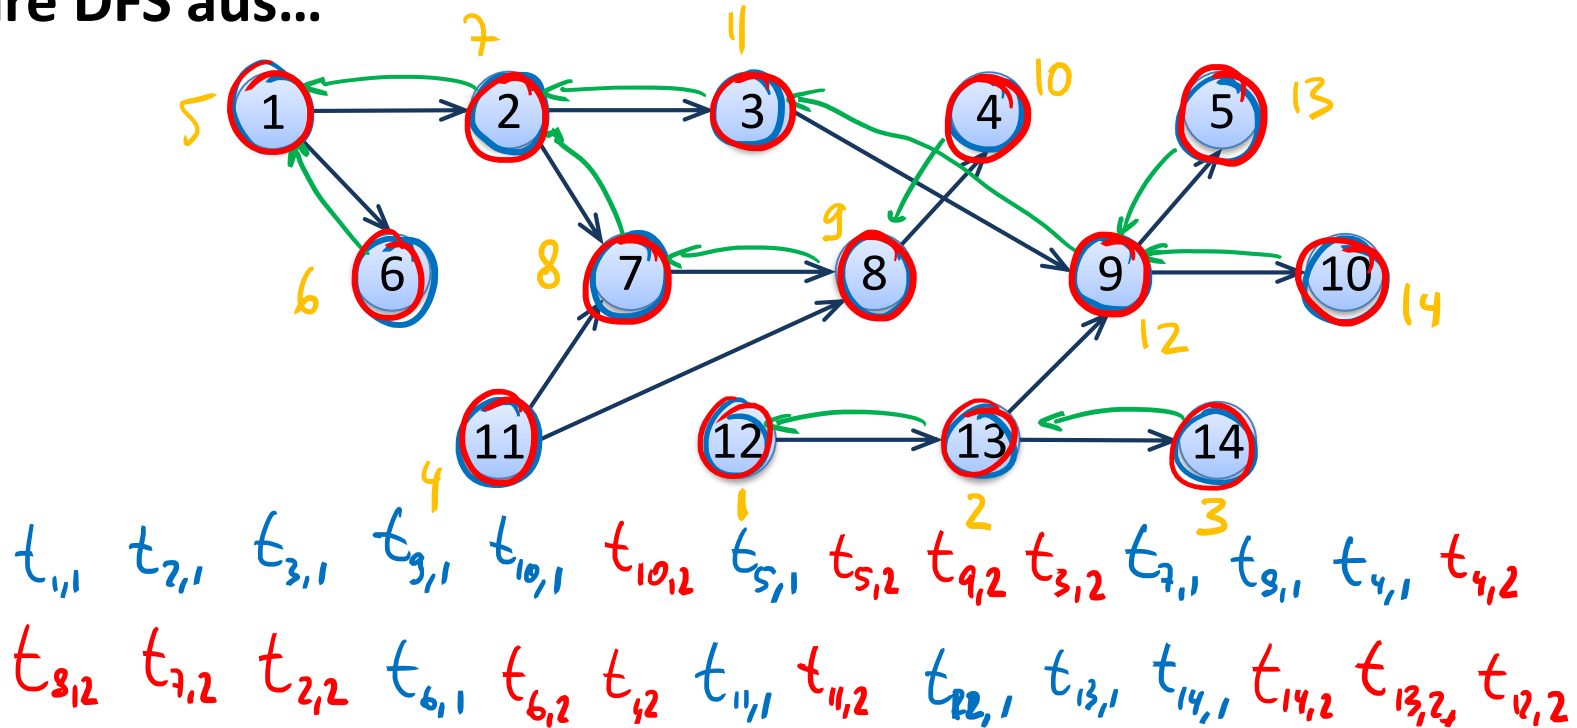 re DFS aus...
7 11
5 1 2 3 4 10 5 13
6 6 8 7 9 8 9 12 10 14
4 11 12 13 14
1 2 3
t1,1 t2,1 t3,1 t9,1 t10,1 t10,2 t5,1 t5,2 t9,2 t3,2 t7,1 t8,1 t4,1 t4,2
t8,2 t7,2 t2,2 t6,1 t6,2 t1,2 t11,1 t11,2 t12,1 t13,1 t14,1 t14,2 t13,2, t12,2